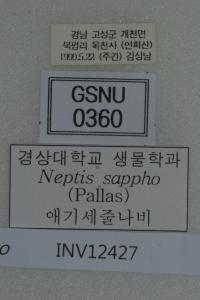 경남 고성군 개천면
북평리 옥천사 (연화산)
1999.5.22. (주간) 김상남
GSNU
0360
경상대학교 생물학과
Neptis sappho
(Pallas)
애기세줄나비
INV12427